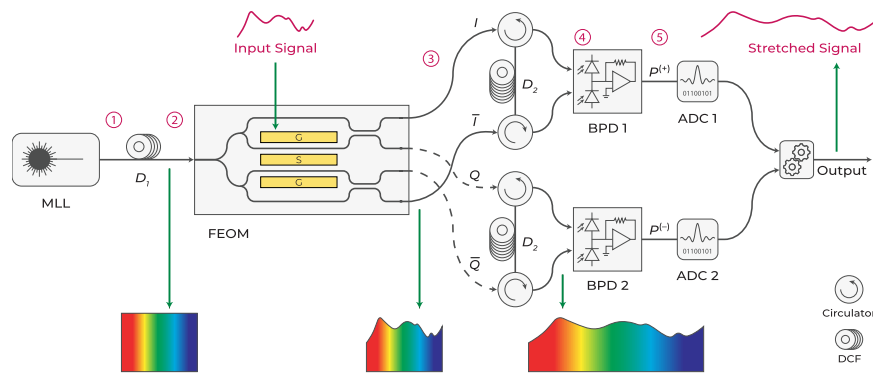 Input Signal
Stretched Signal
1
2
3
4
5
I
I̅
Q
Q̅
D₂
D₂
P⁽⁺⁾
P⁽⁻⁾
01100101
01100101
BPD 1
ADC 1
BPD 2
ADC 2
MLL
D₁
G
S
G
FEOM
Output
Circulator
DCF